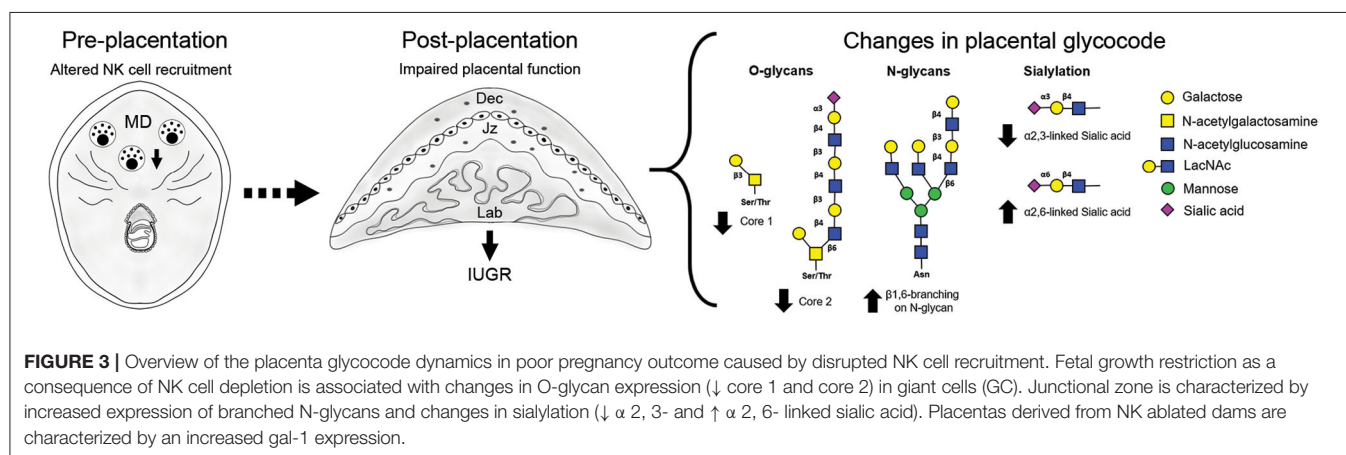 Pre-placentation
Altered NK cell recruitment
MD
Post-placentation
Impaired placental function
Dec
Jz
Lab
IUGR
Changes in placental glycocode
O-glycans
β3
Ser/Thr
Core 1
α3
β4
β3
β4
β3
β4
β6
Ser/Thr
Core 2
N-glycans
β4
β3
β4
β6
Asn
β1,6-branching
on N-glycan
Sialylation
α3 β4
α2,3-linked Sialic acid
α6 β4
α2,6-linked Sialic acid
Galactose
N-acetylgalactosamine
N-acetylglucosamine
LacNAc
Mannose
Sialic acid
FIGURE 3 | Overview of the placenta glycocode dynamics in poor pregnancy outcome caused by disrupted NK cell recruitment. Fetal growth restriction as a
consequence of NK cell depletion is associated with changes in O-glycan expression (↓ core 1 and core 2) in giant cells (GC). Junctional zone is characterized by
increased expression of branched N-glycans and changes in sialylation (↓ α 2, 3- and ↑ α 2, 6- linked sialic acid). Placentas derived from NK ablated dams are
characterized by an increased gal-1 expression.